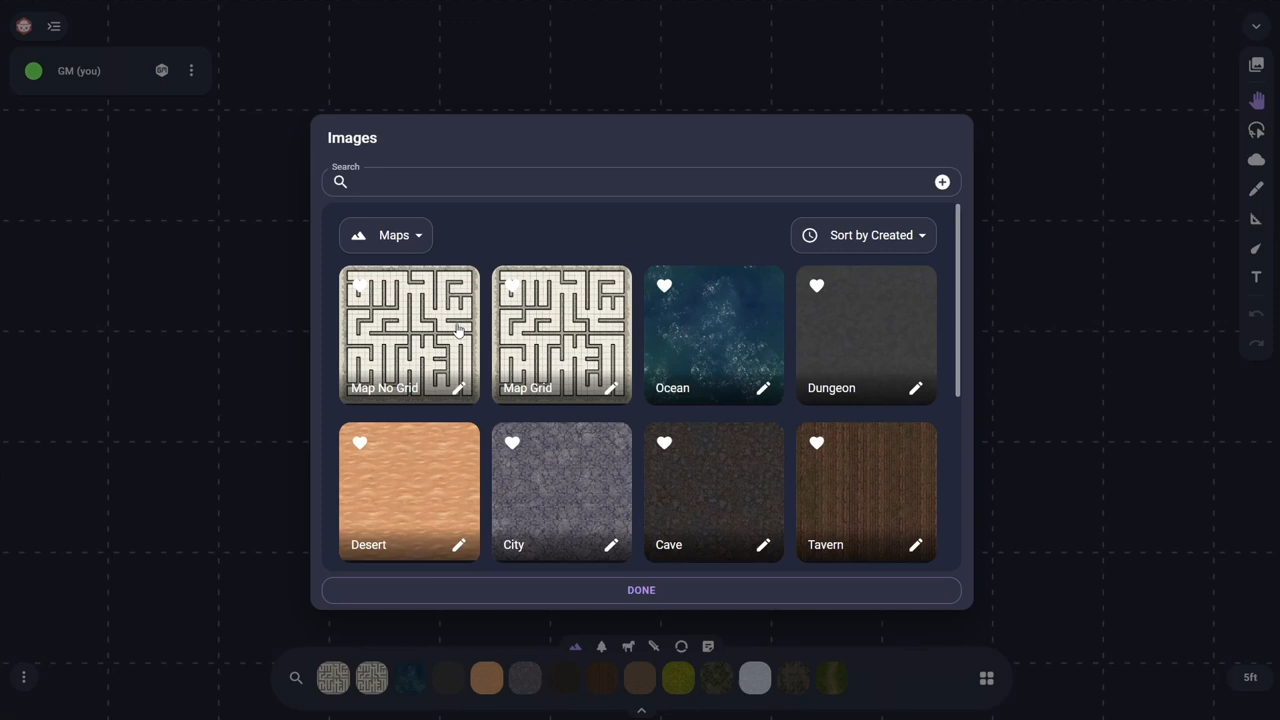 GM (you)
GM
Images
Search
Maps
Sort by Created
Map No Grid
Map Grid
Ocean
Dungeon
Desert
City
Cave
Tavern
DONE
5ft